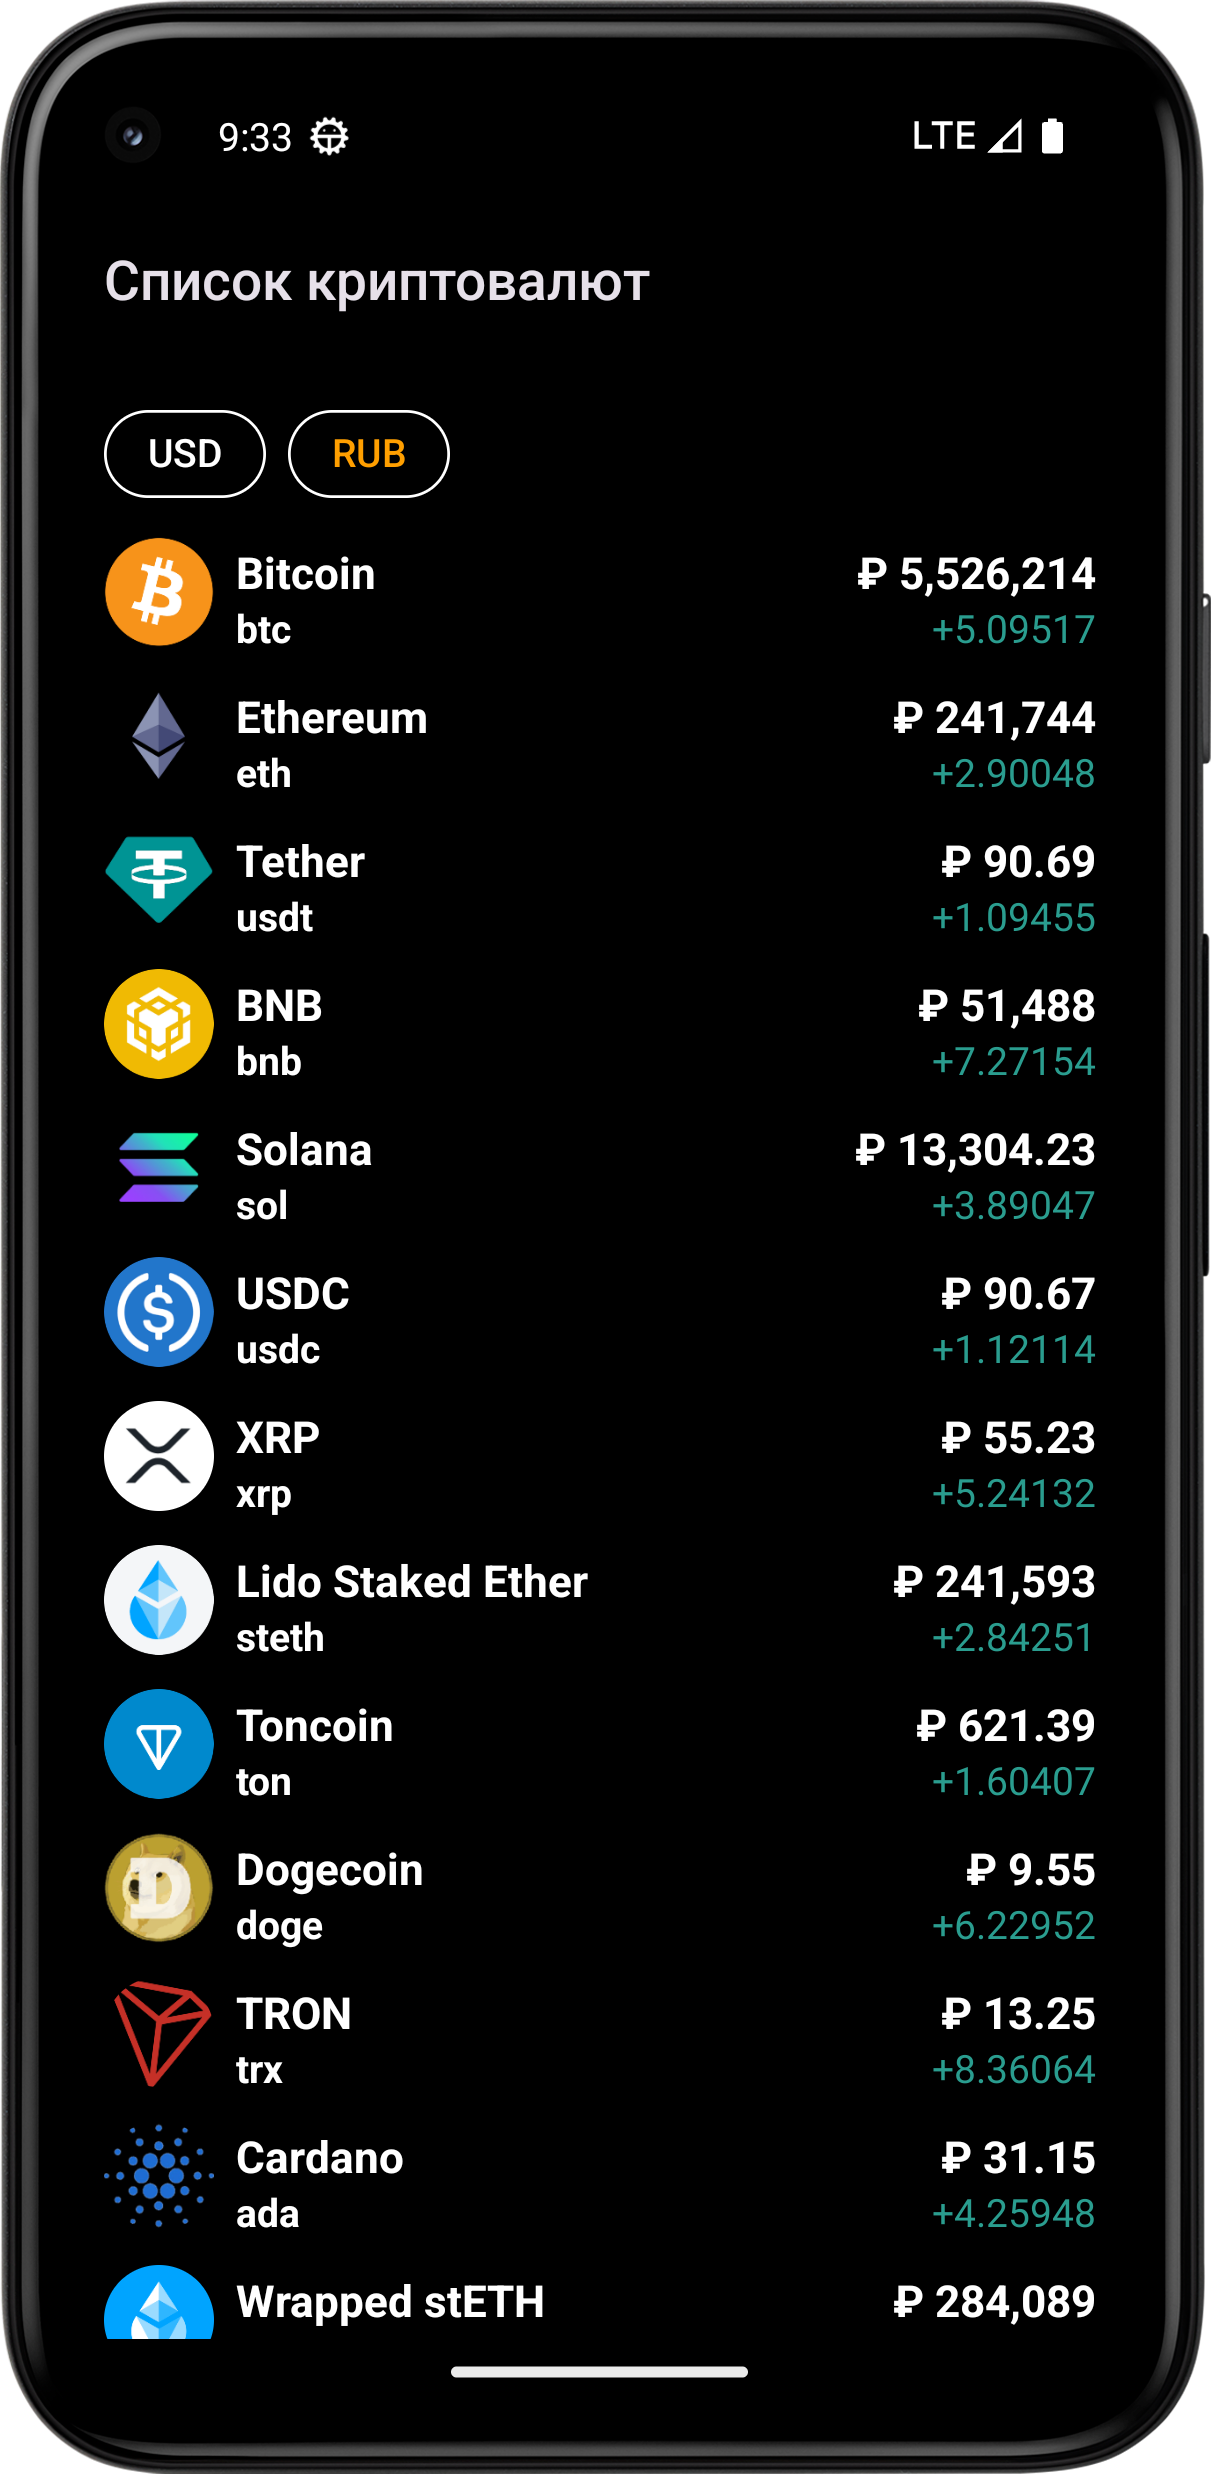 9:33 LTE
Список криптовалют
USD RUB
Bitcoin ₽ 5,526,214
btc +5.09517
Ethereum ₽ 241,744
eth +2.90048
Tether ₽ 90.69
usdt +1.09455
BNB ₽ 51,488
bnb +7.27154
Solana ₽ 13,304.23
sol +3.89047
USDC ₽ 90.67
usdc +1.12114
XRP ₽ 55.23
xrp +5.24132
Lido Staked Ether ₽ 241,593
steth +2.84251
Toncoin ₽ 621.39
ton +1.60407
Dogecoin ₽ 9.55
doge +6.22952
TRON ₽ 13.25
trx +8.36064
Cardano ₽ 31.15
ada +4.25948
Wrapped stETH ₽ 284,089